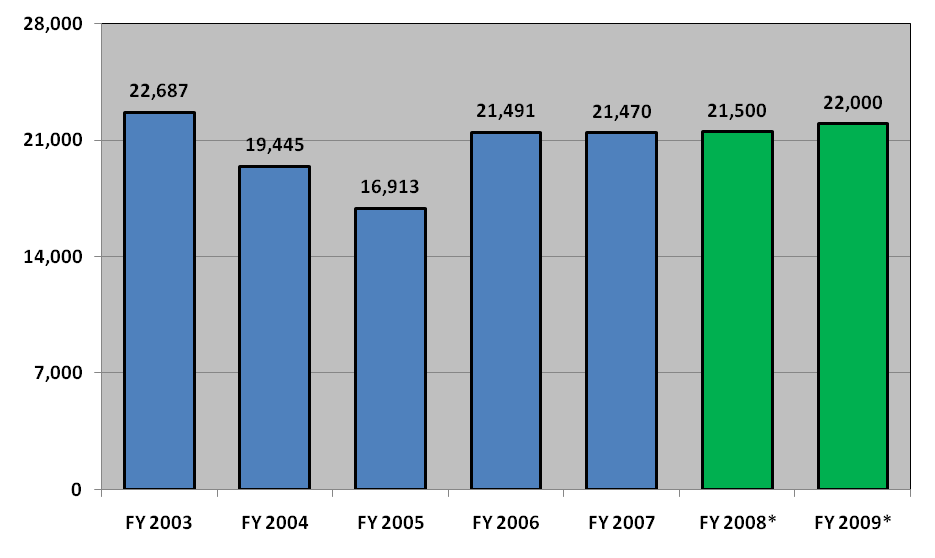 28,000
21,000
14,000
7,000
0
22,687
19,445
16,913
21,491
21,470
21,500
22,000
FY 2003
FY 2004
FY 2005
FY 2006
FY 2007
FY 2008*
FY 2009*